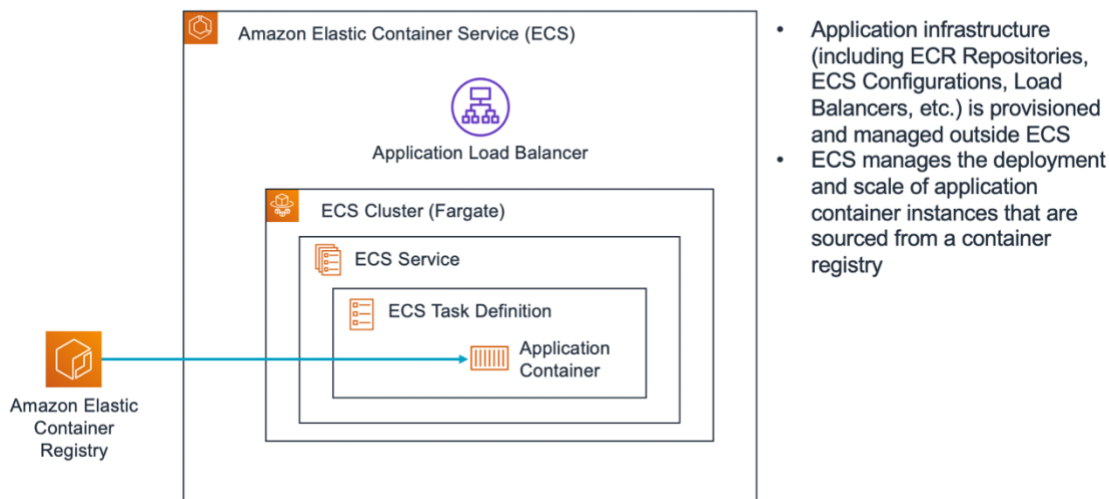 Amazon Elastic Container Service (ECS)
Application Load Balancer
ECS Cluster (Fargate)
ECS Service
ECS Task Definition
Application
Container
Amazon Elastic
Container
Registry
• Application infrastructure
(including ECR Repositories,
ECS Configurations, Load
Balancers, etc.) is provisioned
and managed outside ECS
• ECS manages the deployment
and scale of application
container instances that are
sourced from a container
registry